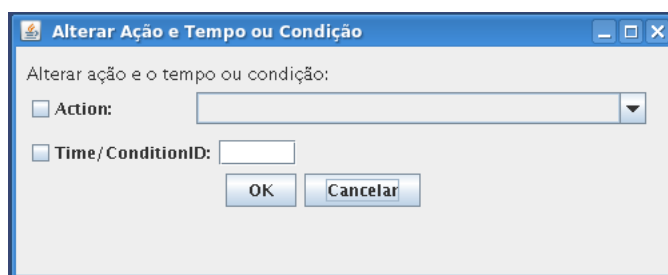 Alterar Ação e Tempo ou Condição
Alterar ação e o tempo ou condição:
Action:
Time/ConditionID:
OK Cancelar